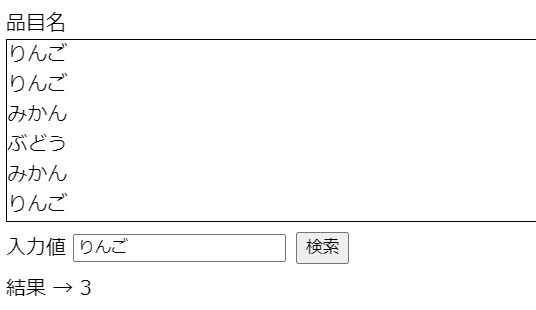 品目名
りんご
りんご
みかん
ぶどう
みかん
りんご
入力値 りんご 検索
結果 → 3